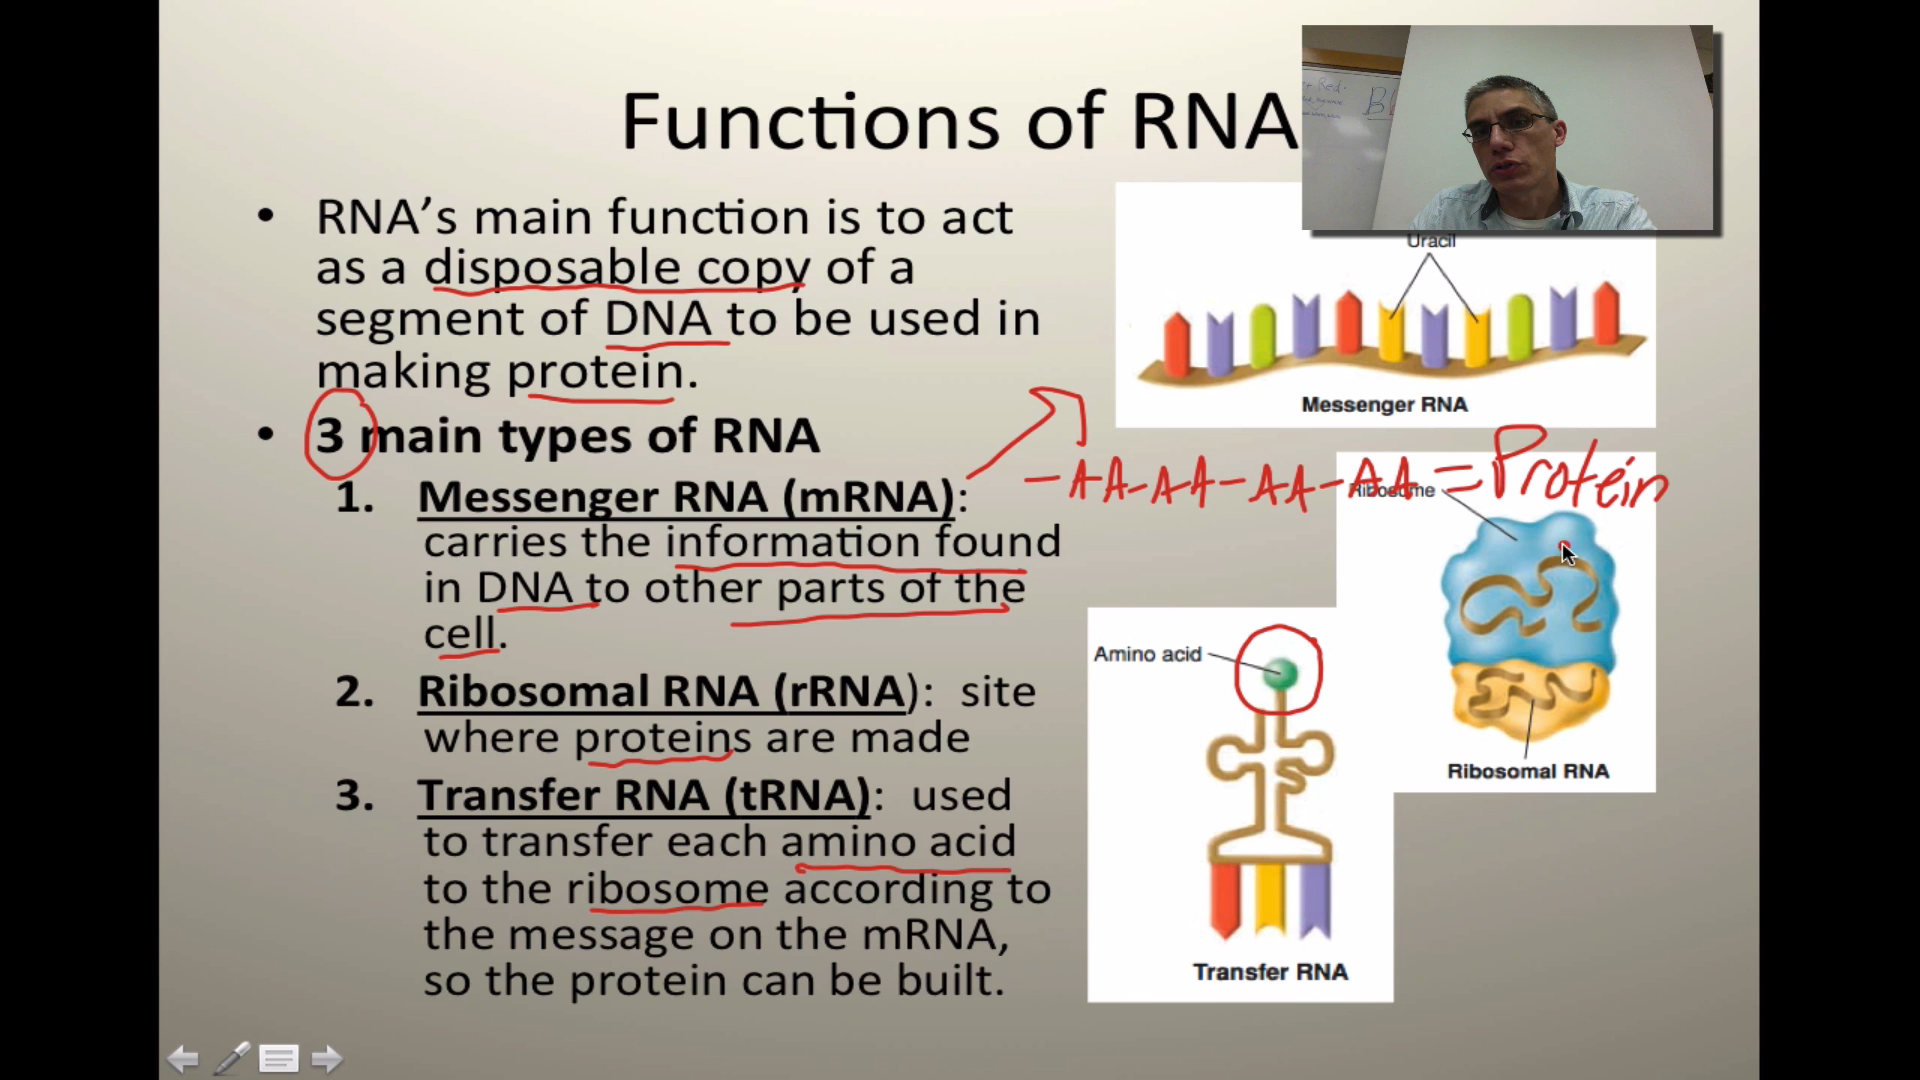 Functions of RNA
• RNA’s main function is to act
as a disposable copy of a
segment of DNA to be used in
making protein.
• 3 main types of RNA
1. Messenger RNA (mRNA):
carries the information found
in DNA to other parts of the
cell.
2. Ribosomal RNA (rRNA): site
where proteins are made
3. Transfer RNA (tRNA): used
to transfer each amino acid
to the ribosome according to
the message on the mRNA,
so the protein can be built.
Uracil
Messenger RNA
-AA-AA-AA-AA = Protein
Ribosome
Ribosomal RNA
Amino acid
Transfer RNA
Red.